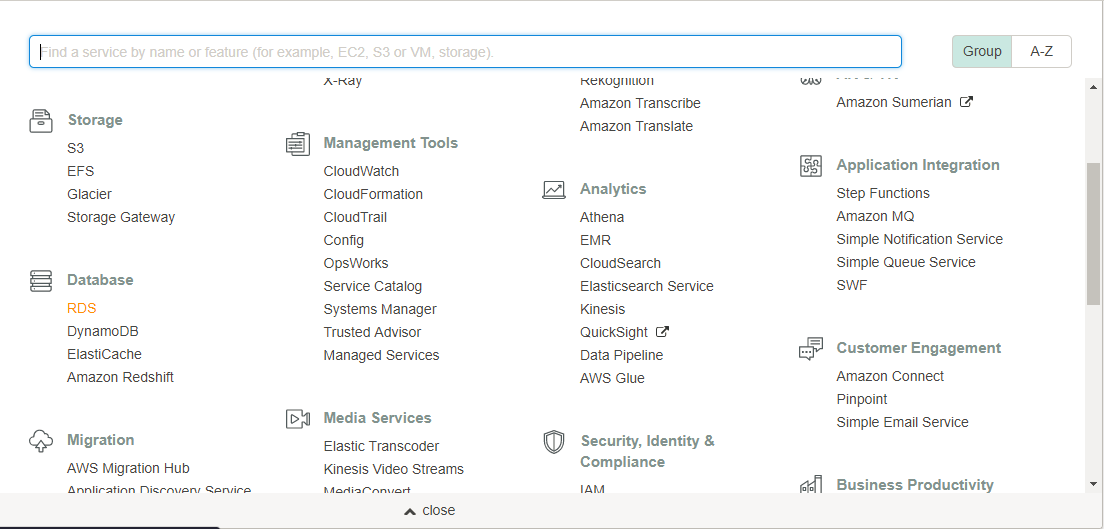 Find a service by name or feature (for example, EC2, S3 or VM, storage).
Group
A-Z
Storage
S3
EFS
Glacier
Storage Gateway
Database
RDS
DynamoDB
ElastiCache
Amazon Redshift
Migration
AWS Migration Hub
Application Discovery Service
X-Ray
Management Tools
CloudWatch
CloudFormation
CloudTrail
Config
OpsWorks
Service Catalog
Systems Manager
Trusted Advisor
Managed Services
Media Services
Elastic Transcoder
Kinesis Video Streams
MediaConvert
Rekognition
Amazon Transcribe
Amazon Translate
Analytics
Athena
EMR
CloudSearch
Elasticsearch Service
Kinesis
QuickSight
Data Pipeline
AWS Glue
Security, Identity &
Compliance
IAM
Amazon Sumerian
Application Integration
Step Functions
Amazon MQ
Simple Notification Service
Simple Queue Service
SWF
Customer Engagement
Amazon Connect
Pinpoint
Simple Email Service
Business Productivity
close